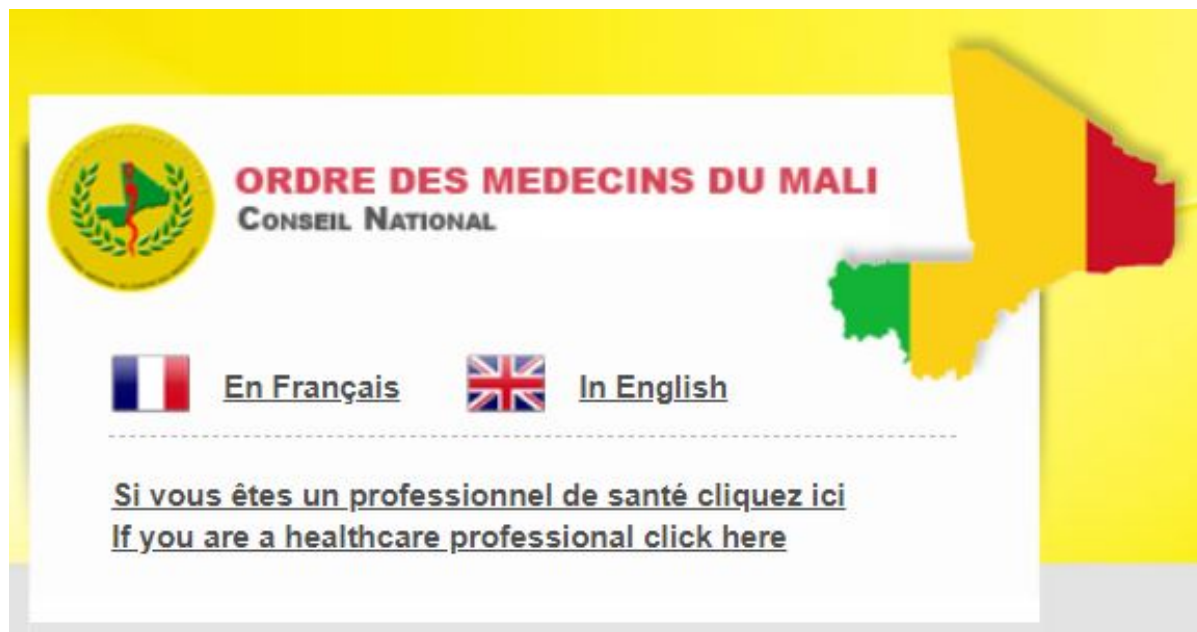 ORDRE DES MEDECINS DU MALI
CONSEIL NATIONAL
En Français In English
Si vous êtes un professionnel de santé cliquez ici
If you are a healthcare professional click here